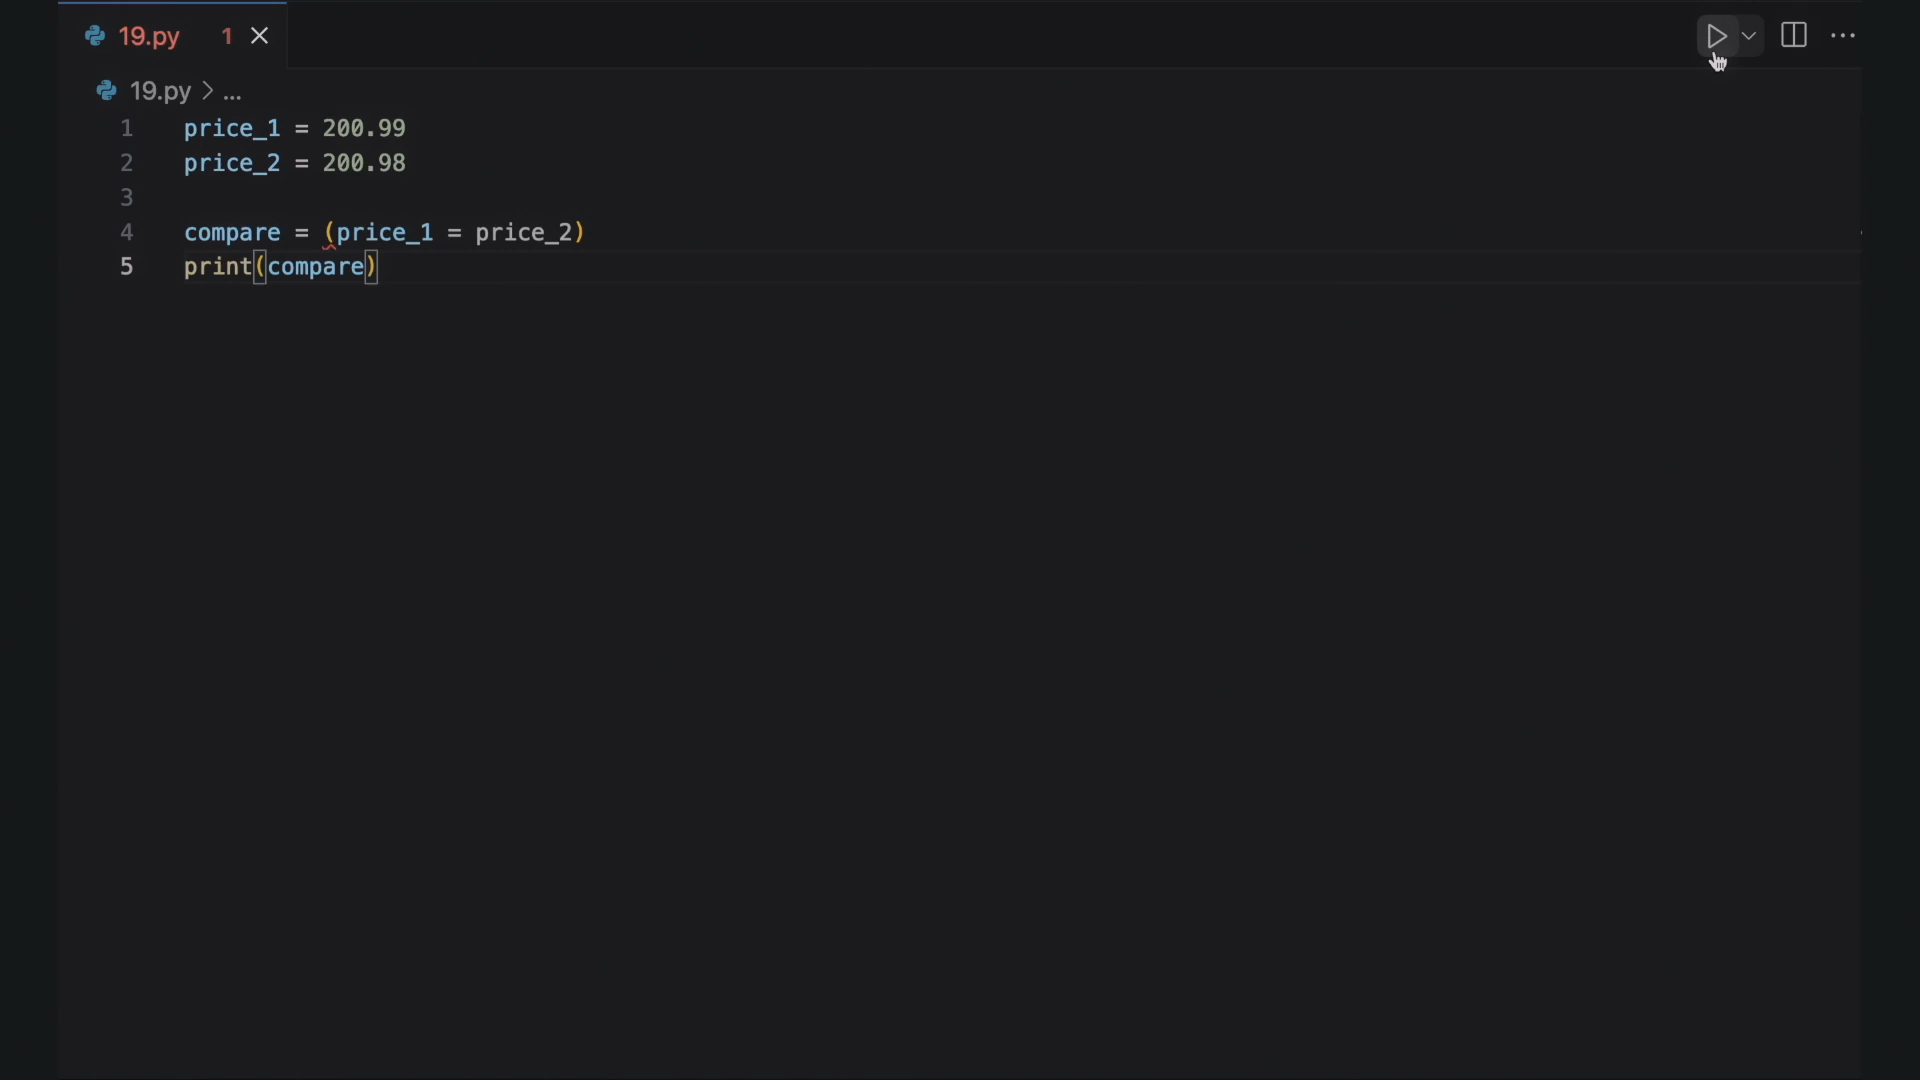 19.py 1
19.py > ...
1 price_1 = 200.99
2 price_2 = 200.98
3
4 compare = (price_1 = price_2)
5 print(compare)